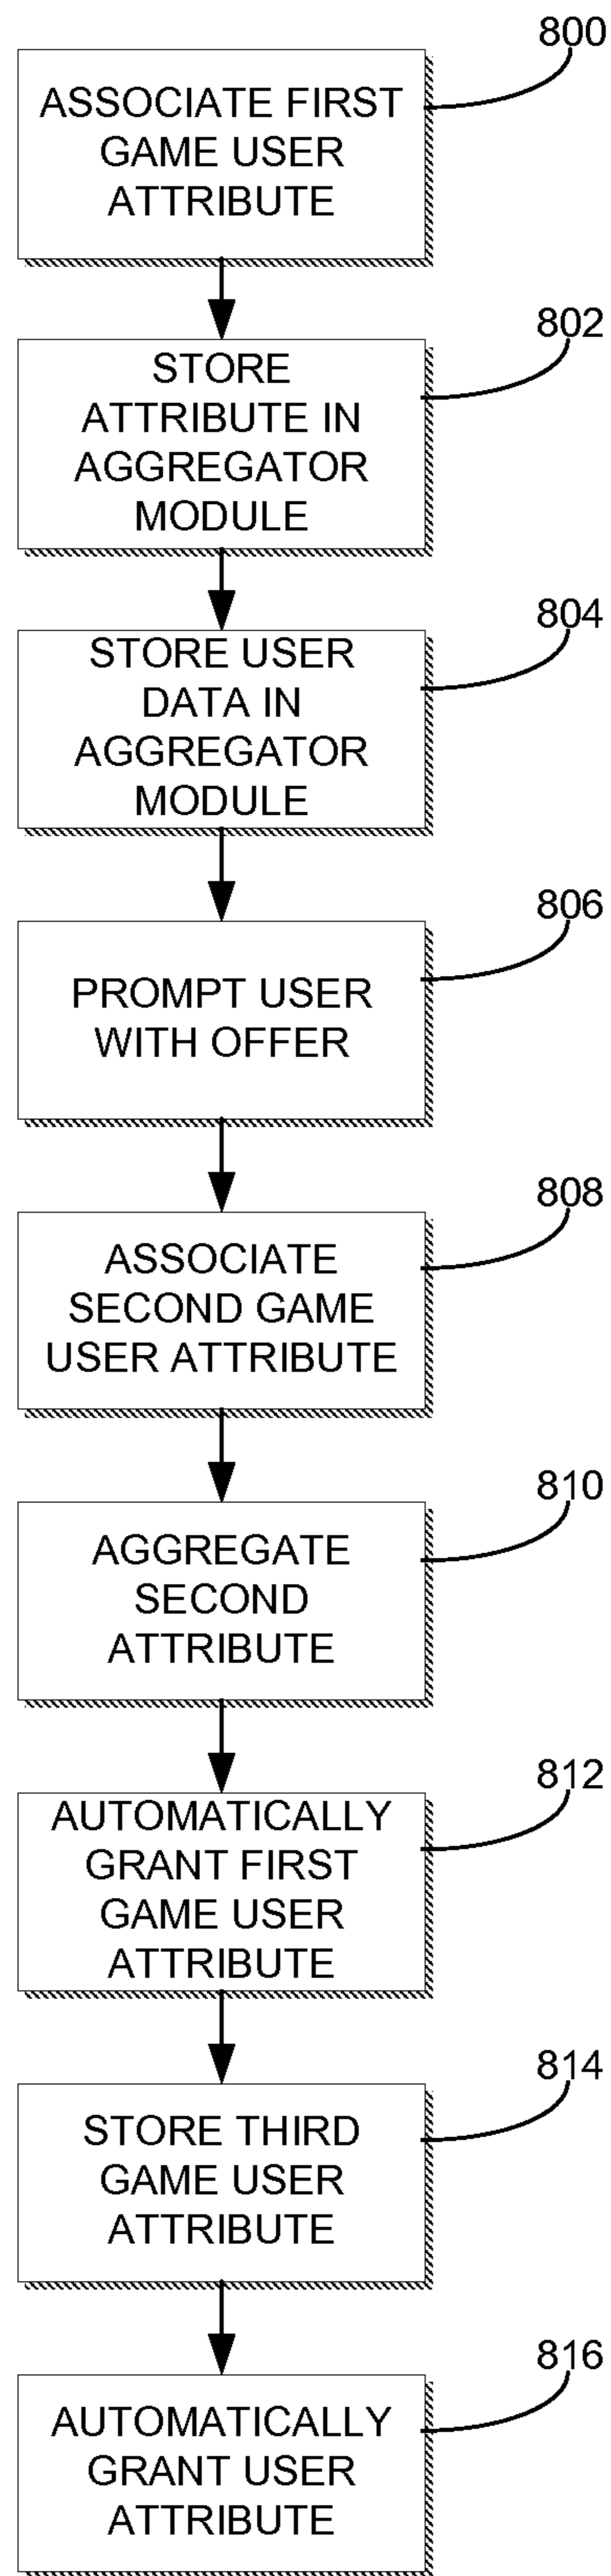 800
ASSOCIATE FIRST
GAME USER
ATTRIBUTE
802
STORE
ATTRIBUTE IN
AGGREGATOR
MODULE
804
STORE USER
DATA IN
AGGREGATOR
MODULE
806
PROMPT USER
WITH OFFER
808
ASSOCIATE
SECOND GAME
USER ATTRIBUTE
810
AGGREGATE
SECOND
ATTRIBUTE
812
AUTOMATICALLY
GRANT FIRST
GAME USER
ATTRIBUTE
814
STORE THIRD
GAME USER
ATTRIBUTE
816
AUTOMATICALLY
GRANT USER
ATTRIBUTE